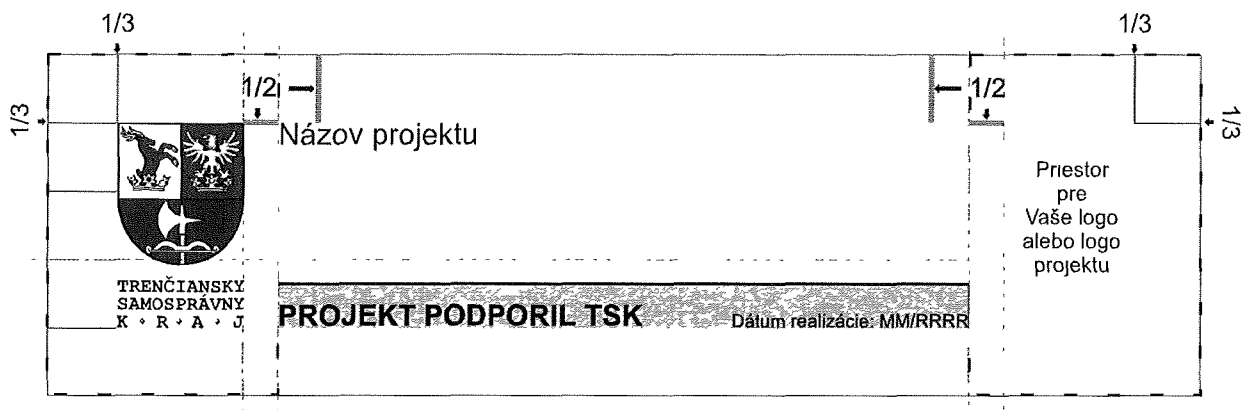 1/3
1/3
1/2
1/2
1/3
1/3
Názov projektu
Priestor
pre
Vaše logo
alebo logo
projektu
TRENČIANSKY
SAMOSPRÁVNY
K • R • A • J
PROJEKT PODPORIL TSK
Dátum realizácie: MM/RRRR